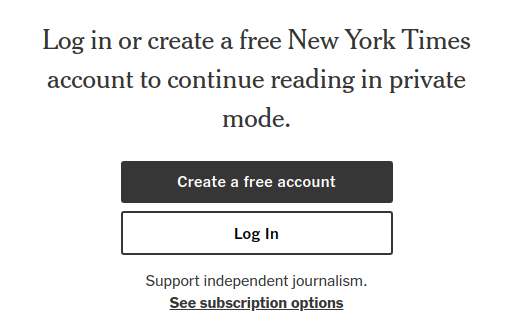 Log in or create a free New York Times
account to continue reading in private
mode.
Create a free account
Log In
Support independent journalism.
See subscription options